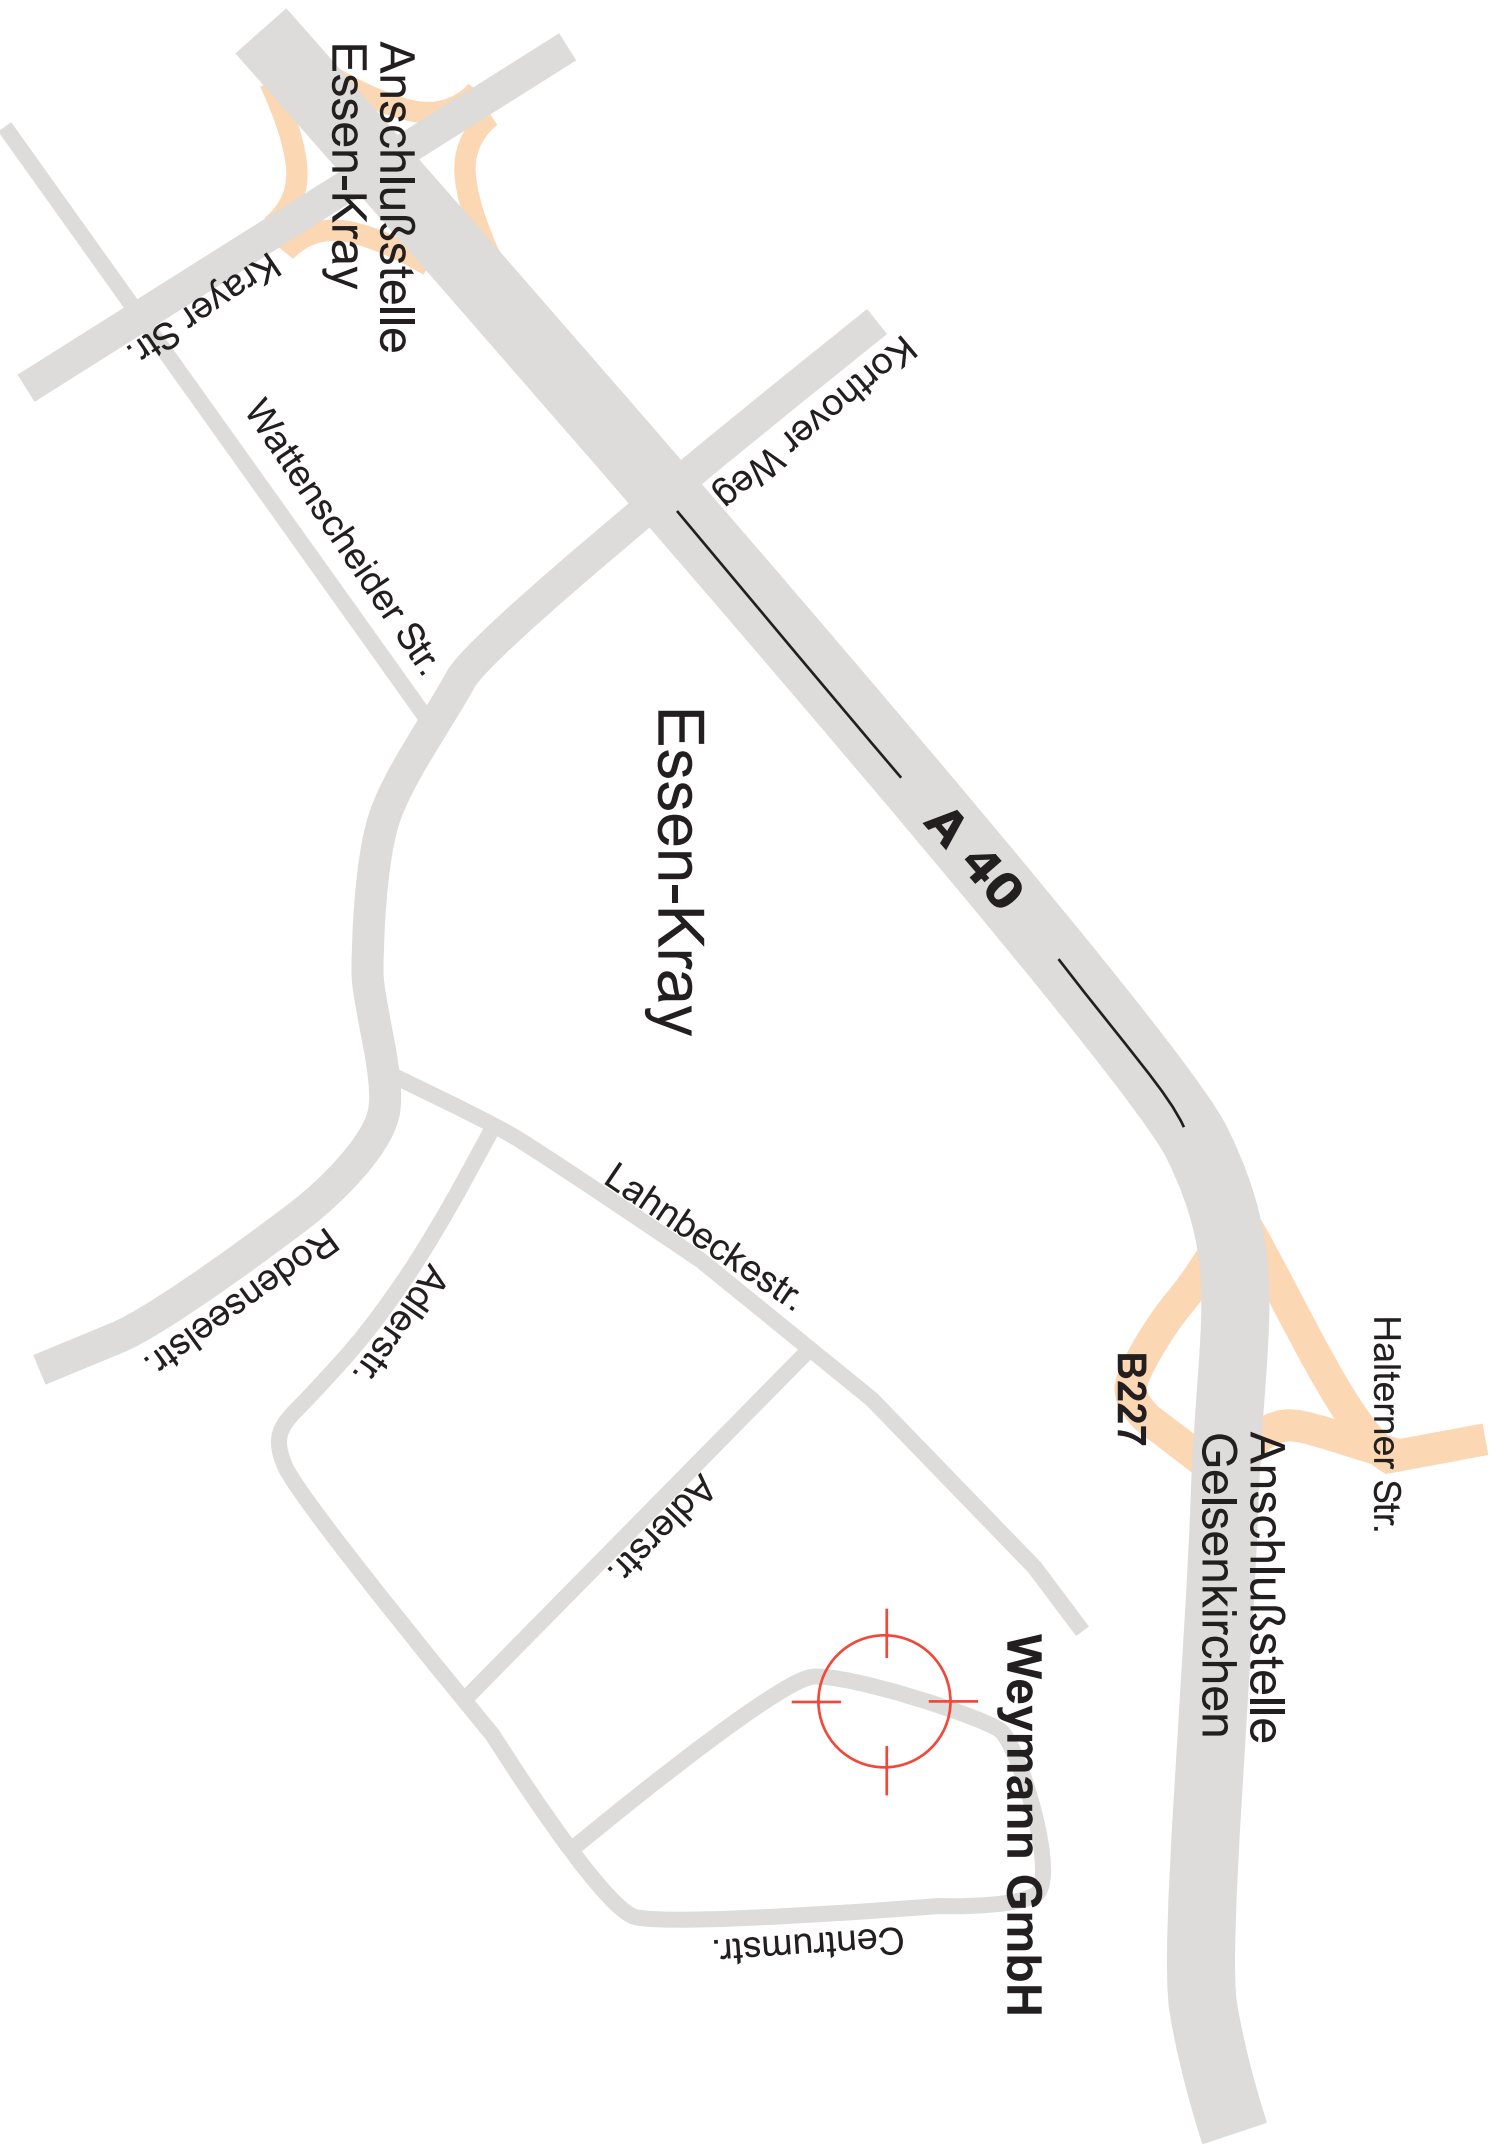 Halterner Str.
Anschlußstelle
Gelsenkirchen
B227
Weymann GmbH
A 40
Korthover Weg
Essen-Kray
Lahnbeckestr.
Centrumstr.
Adlerstr.
Adlerstr.
Anschlußstelle
Essen-Kray
Wattenscheider Str.
Krayer Str.
Rodenseelstr.